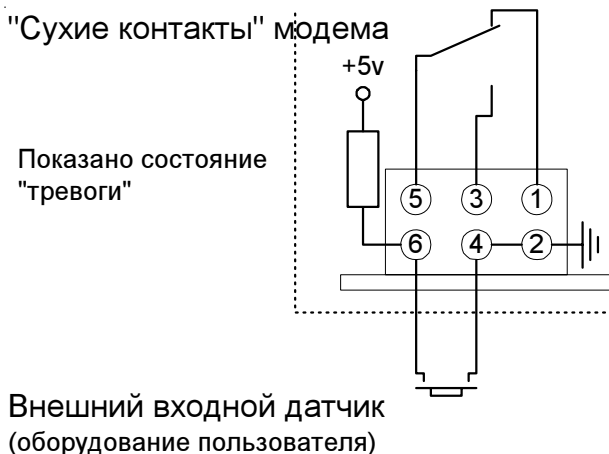 "Сухие контакты" модема
+5v
Показано состояние
"тревоги"
5 3 1
6 4 2
Внешний входной датчик
(оборудование пользователя)